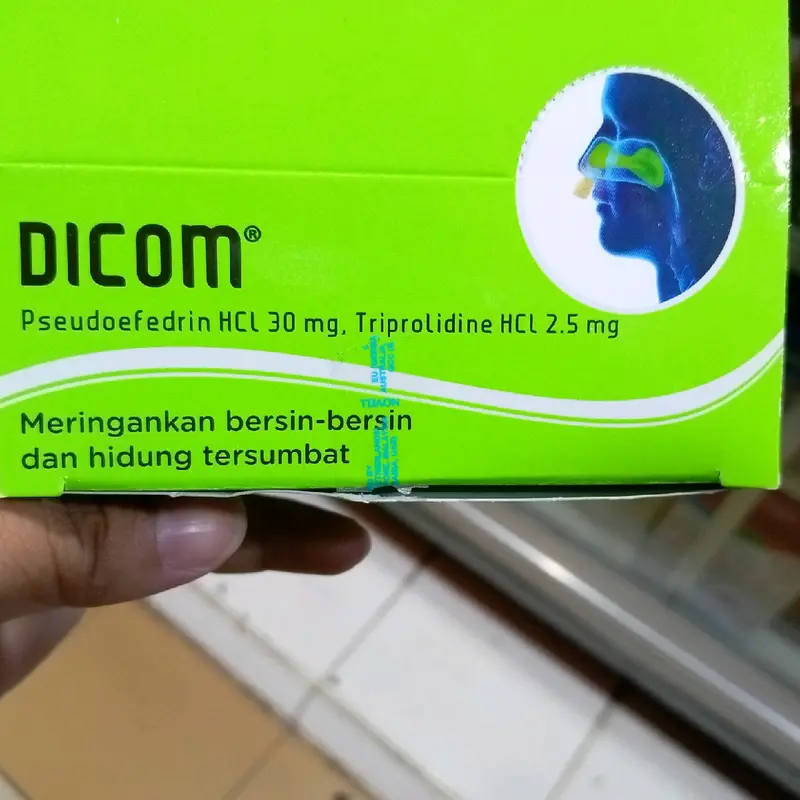 DICOM®
Pseudoefedrin HCL 30 mg, Triprolidine HCL 2.5 mg
Meringankan bersin-bersin
dan hidung tersumbat